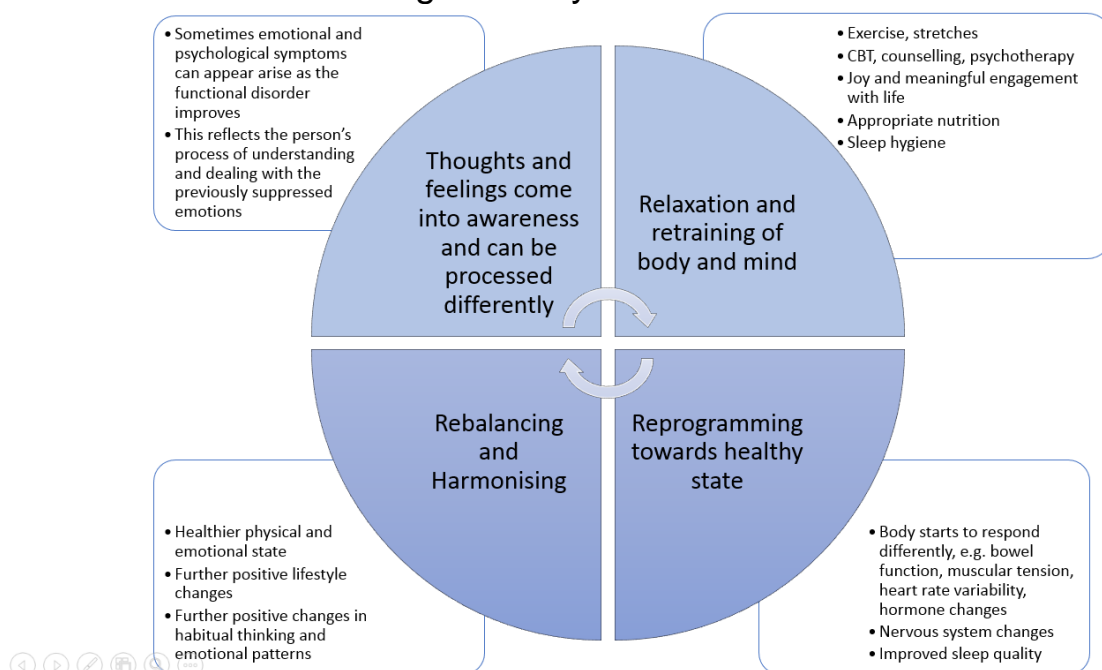 • Sometimes emotional and
psychological symptoms
can appear arise as the
functional disorder
improves
• This reflects the person's
process of understanding
and dealing with the
previously suppressed
emotions
Thoughts and
feelings come
into awareness
and can be
processed
differently
• Exercise, stretches
• CBT, counselling, psychotherapy
• Joy and meaningful engagement
with life
• Appropriate nutrition
• Sleep hygiene
Relaxation and
retraining of
body and mind
Rebalancing
and
Harmonising
• Healthier physical and
emotional state
• Further positive lifestyle
changes
• Further positive changes in
habitual thinking and
emotional patterns
Reprogramming
towards healthy
state
• Body starts to respond
differently, e.g. bowel
function, muscular tension,
heart rate variability,
hormone changes
• Nervous system changes
• Improved sleep quality